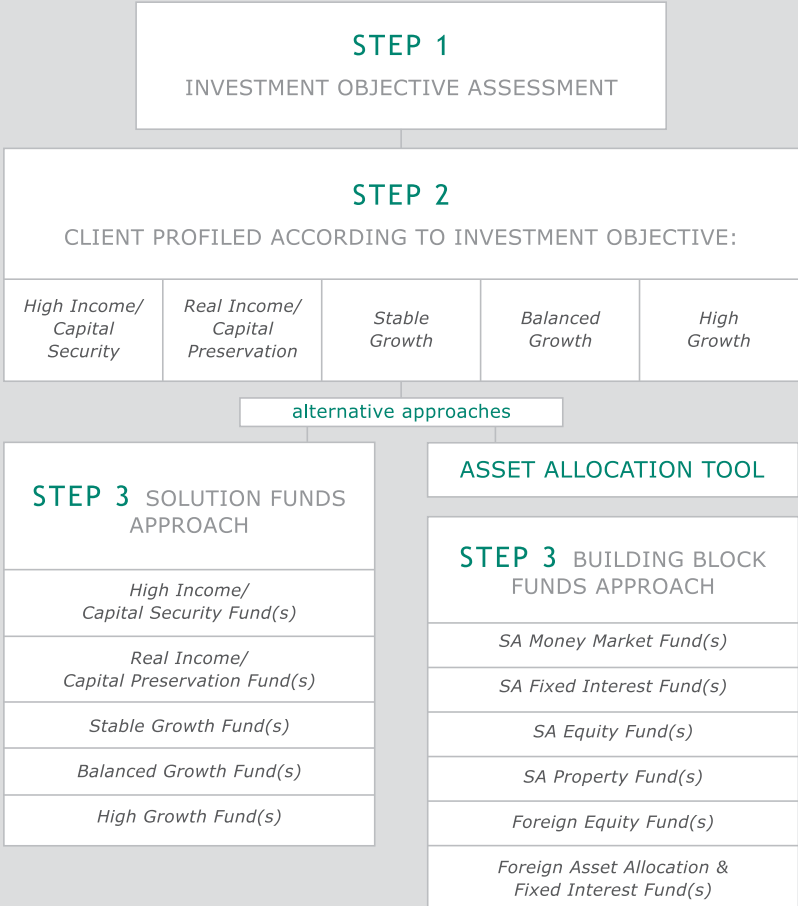 STEP 1
INVESTMENT OBJECTIVE ASSESSMENT
STEP 2
CLIENT PROFILED ACCORDING TO INVESTMENT OBJECTIVE:
High Income/
Capital
Security
Real Income/
Capital
Preservation
Stable
Growth
Balanced
Growth
High
Growth
alternative approaches
STEP 3 SOLUTION FUNDS
APPROACH
High Income/
Capital Security Fund(s)
Real Income/
Capital Preservation Fund(s)
Stable Growth Fund(s)
Balanced Growth Fund(s)
High Growth Fund(s)
ASSET ALLOCATION TOOL
STEP 3 BUILDING BLOCK
FUNDS APPROACH
SA Money Market Fund(s)
SA Fixed Interest Fund(s)
SA Equity Fund(s)
SA Property Fund(s)
Foreign Equity Fund(s)
Foreign Asset Allocation &
Fixed Interest Fund(s)